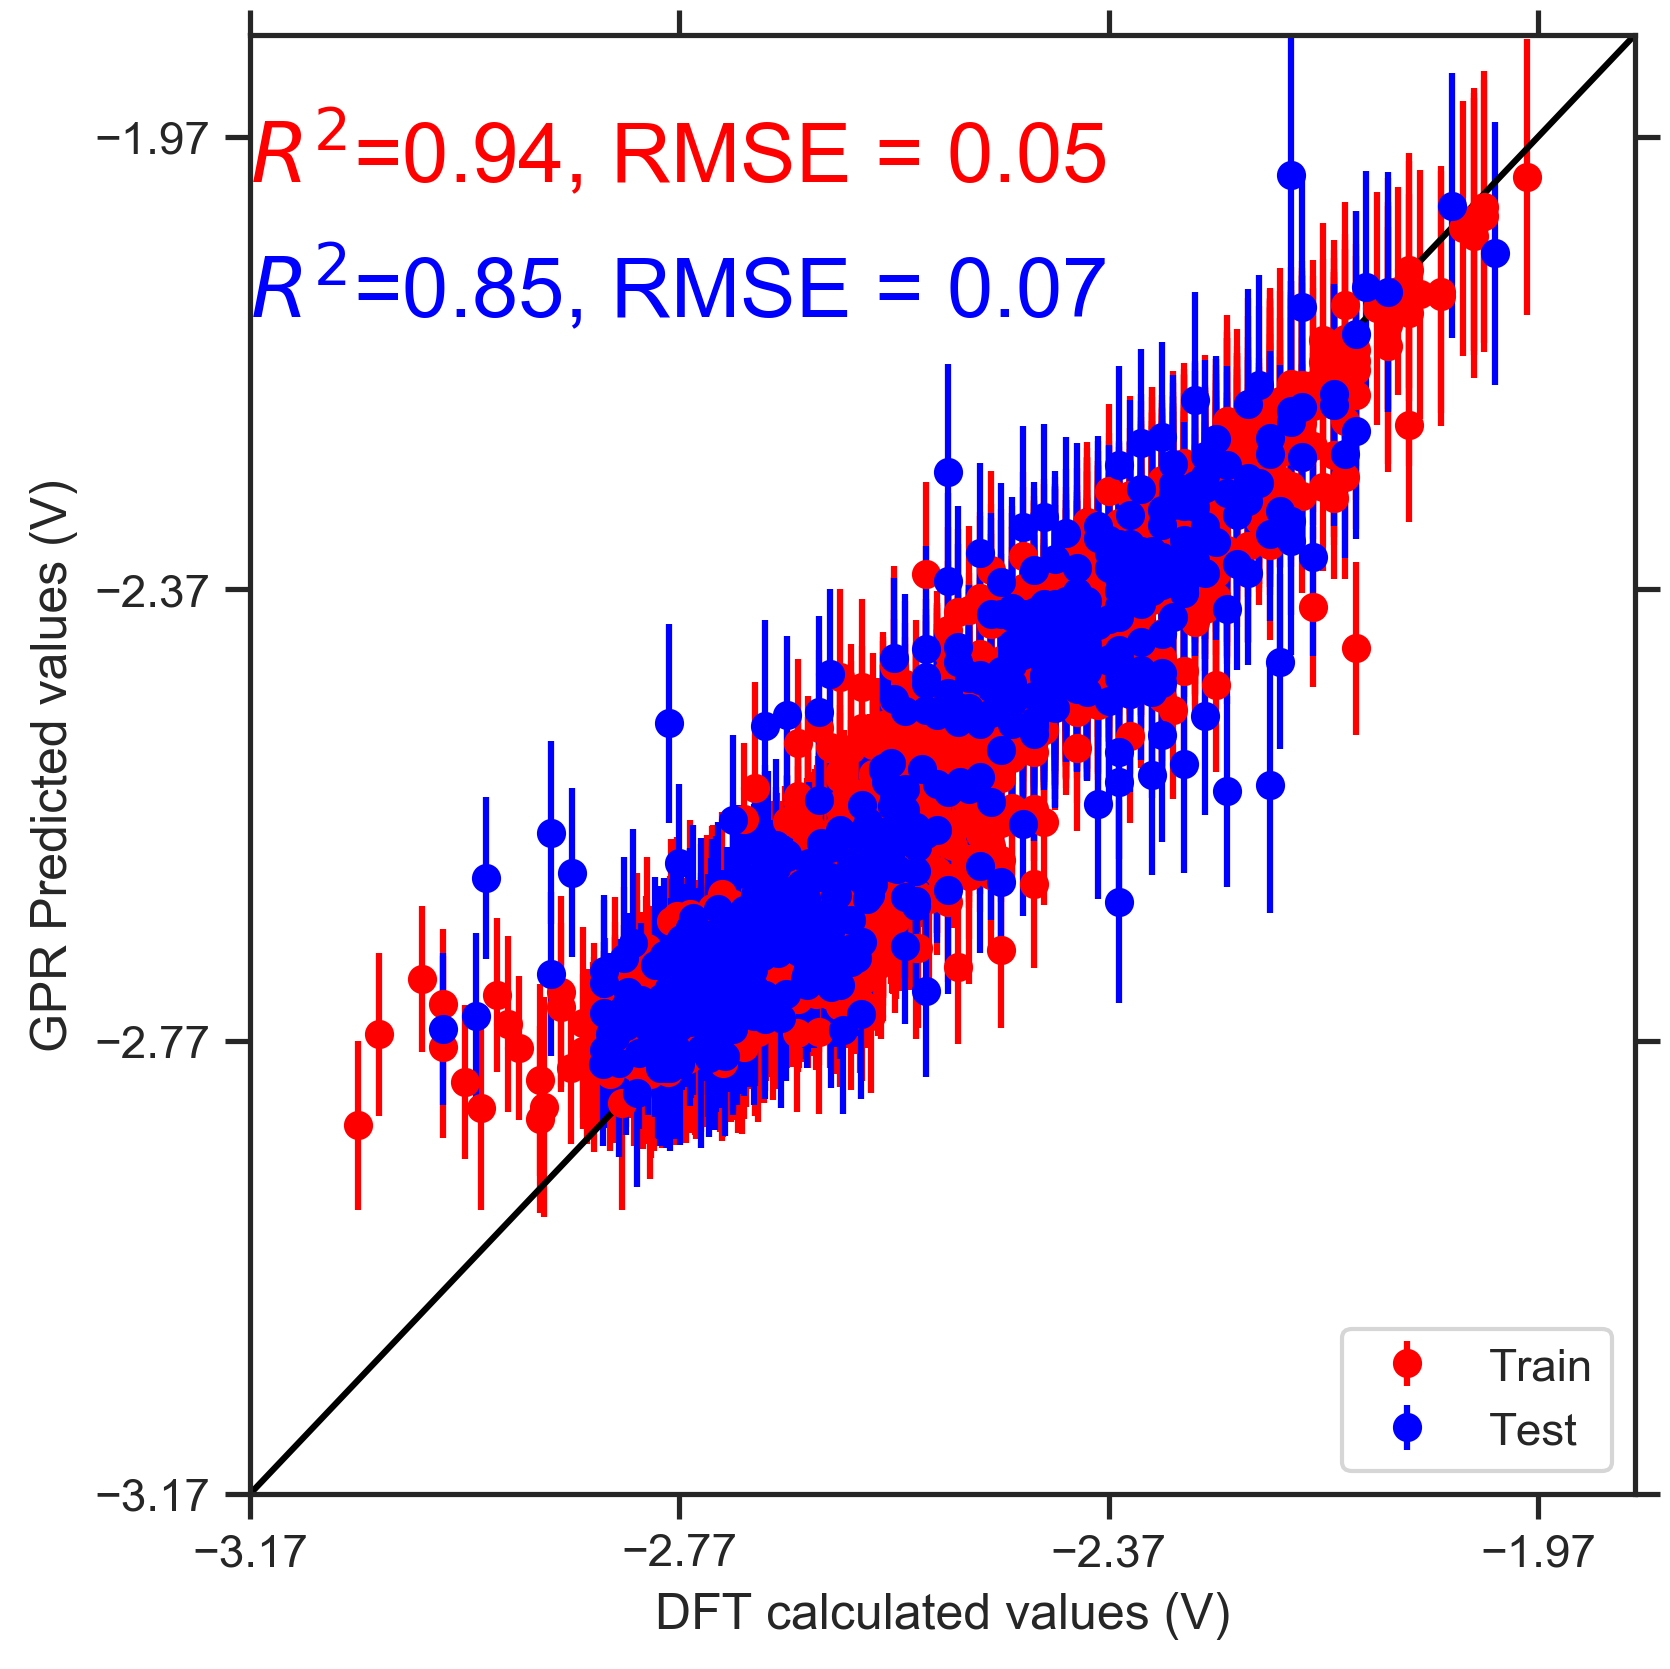 R²=0.94, RMSE = 0.05
R²=0.85, RMSE = 0.07
GPR Predicted values (V)
−1.97
−2.37
−2.77
−3.17
Train
Test
−3.17 −2.77 −2.37 −1.97
DFT calculated values (V)